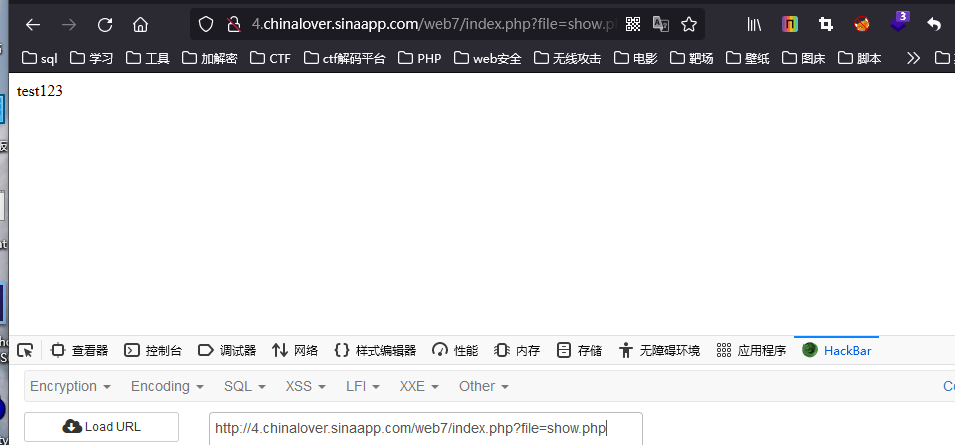 4.chinalover.sinaapp.com/web7/index.php?file=show.p
3
sql 学习 工具 加解密 CTF ctf解码平台 PHP web安全 无线攻击 电影 靶场 壁纸 图床 脚本
test123
查看器 控制台 调试器 网络 样式编辑器 性能 内存 存储 无障碍环境 应用程序 HackBar
Encryption Encoding SQL XSS LFI XXE Other
Load URL http://4.chinalover.sinaapp.com/web7/index.php?file=show.php